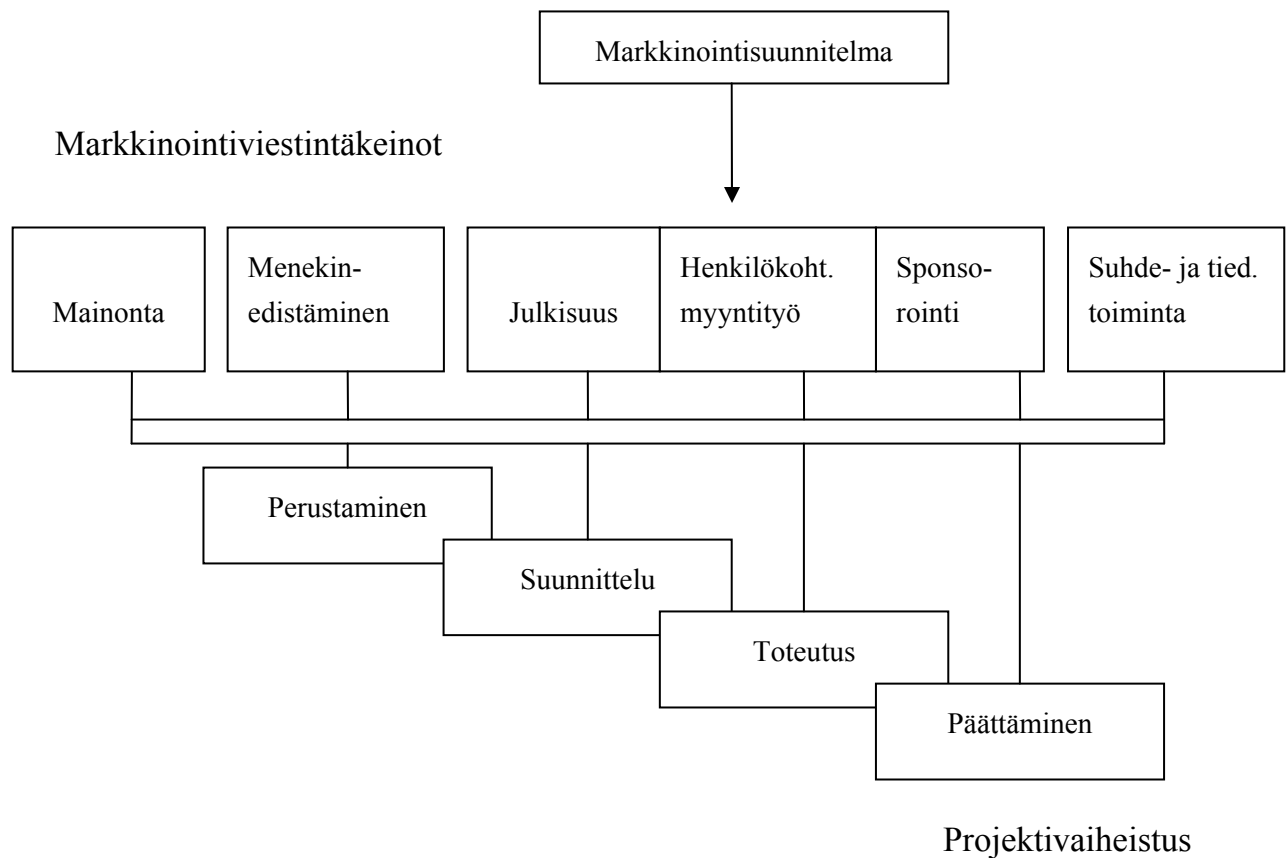 Markkinointisuunnitelma
Markkinointiviestintäkeinot
Mainonta
Menekin-
edistäminen
Julkisuus
Henkilökoht.
myyntityö
Sponso-
rointi
Suhde- ja tied.
toiminta
Perustaminen
Suunnittelu
Toteutus
Päättäminen
Projektivaiheistus